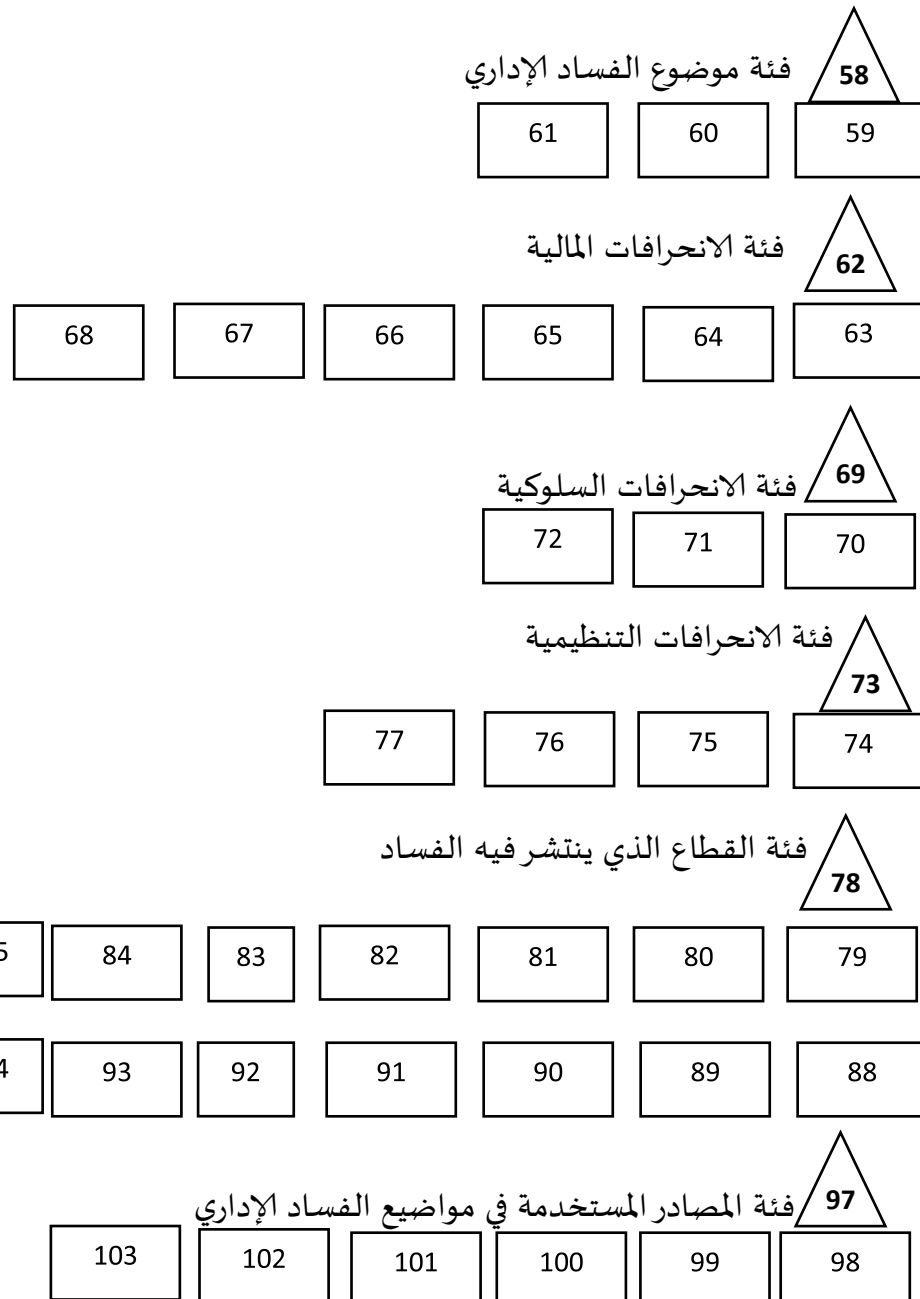 58 فئة موضوع الفساد الإداري
59 60 61
62 فئة الانحرافات المالية
63 64 65 66 67 68
69 فئة الانحرافات السلوكية
70 71 72
73 فئة الانحرافات التنظيمية
74 75 76 77
78 فئة القطاع الذي ينتشر فيه الفساد
79 80 81 82 83 84
88 89 90 91 92 93
97 فئة المصادر المستخدمة في مواضيع الفساد الإداري
98 99 100 101 102 103